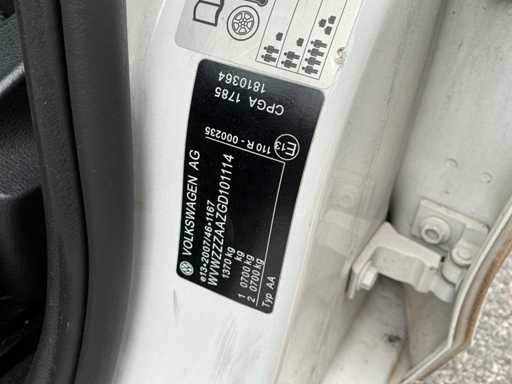 VOLKSWAGEN AG
e13*2007/46*1167
WVWZZZAAZGD101114
1370 kg
kg
1 0700 kg
2 0700 kg
Typ AA
E13
110 R - 000235
CPGA 1785
1810364